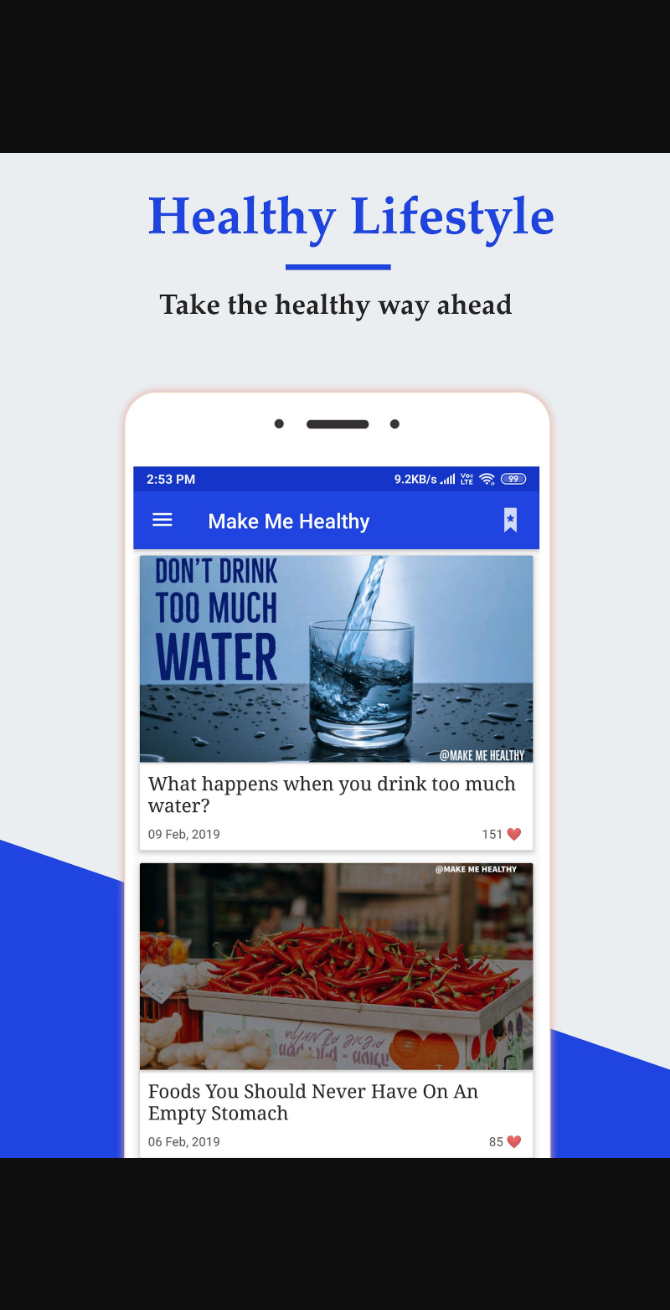 Healthy Lifestyle
Take the healthy way ahead
2:53 PM
9.2KB/s
Vo)
LTE
99
Make Me Healthy
DON'T DRINK
TOO MUCH
WATER
@MAKE ME HEALTHY
What happens when you drink too much
water?
09 Feb, 2019
151
@MAKE ME HEALTHY
Foods You Should Never Have On An
Empty Stomach
06 Feb, 2019
85